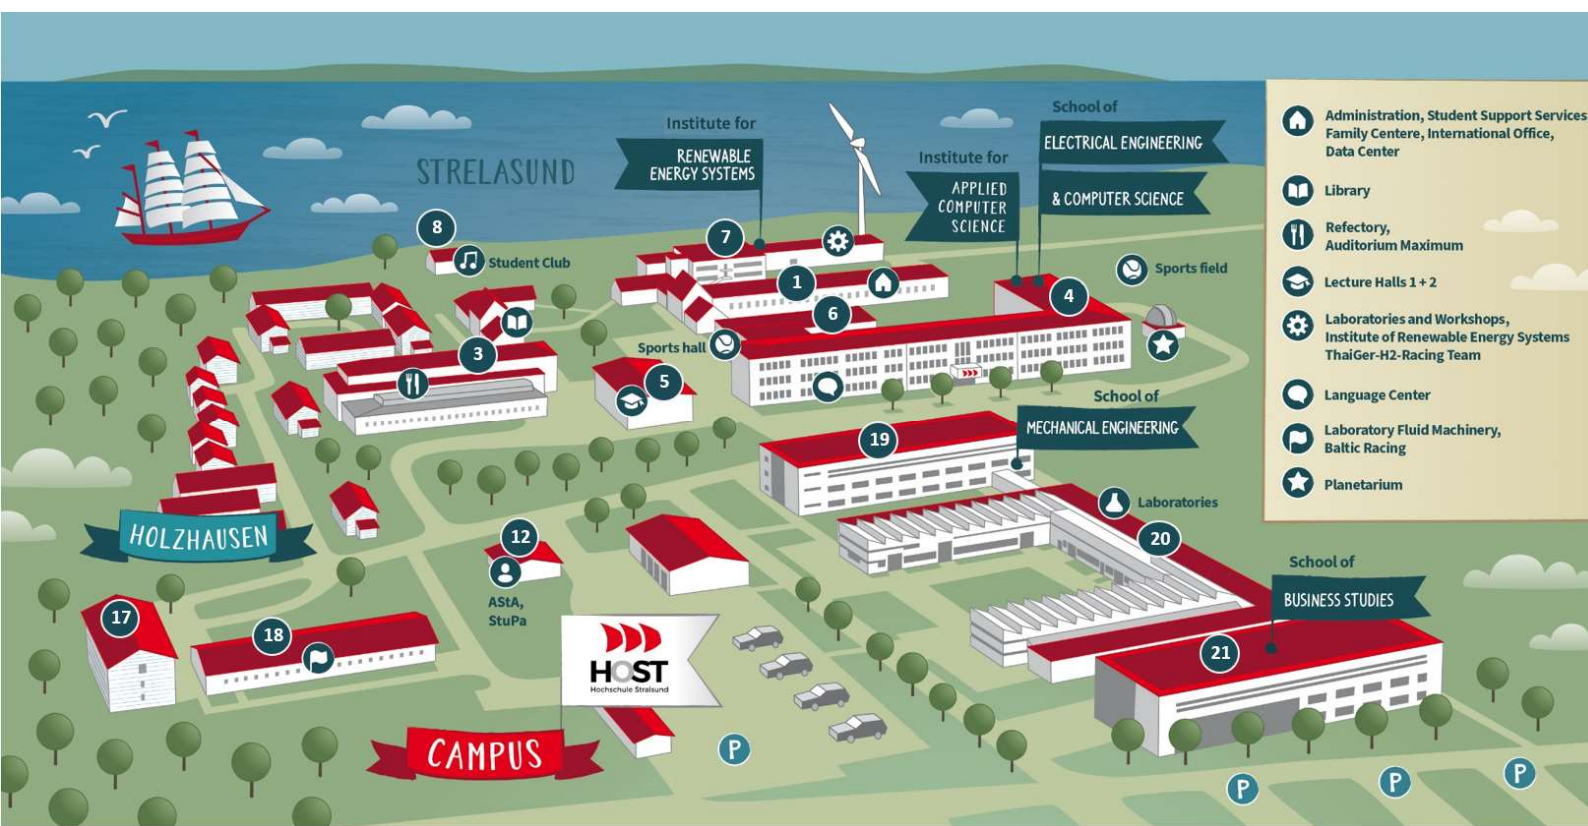 School of
ELECTRICAL ENGINEERING
& COMPUTER SCIENCE
Institute for
RENEWABLE
ENERGY SYSTEMS
Institute for
APPLIED
COMPUTER
SCIENCE
STRELASUND
8
Student Club
7
1
6
4
Sports field
Sports hall
3
5
School of
MECHANICAL ENGINEERING
19
Laboratories
20
HOLZHAUSEN
12
AStA,
StuPa
School of
BUSINESS STUDIES
17
18
21
HOST
Hochschule Stralsund
CAMPUS
P
P
P
P
Administration, Student Support Services
Family Centere, International Office,
Data Center
Library
Refectory,
Auditorium Maximum
Lecture Halls 1 + 2
Laboratories and Workshops,
Institute of Renewable Energy Systems
ThaiGer-H2-Racing Team
Language Center
Laboratory Fluid Machinery,
Baltic Racing
Planetarium